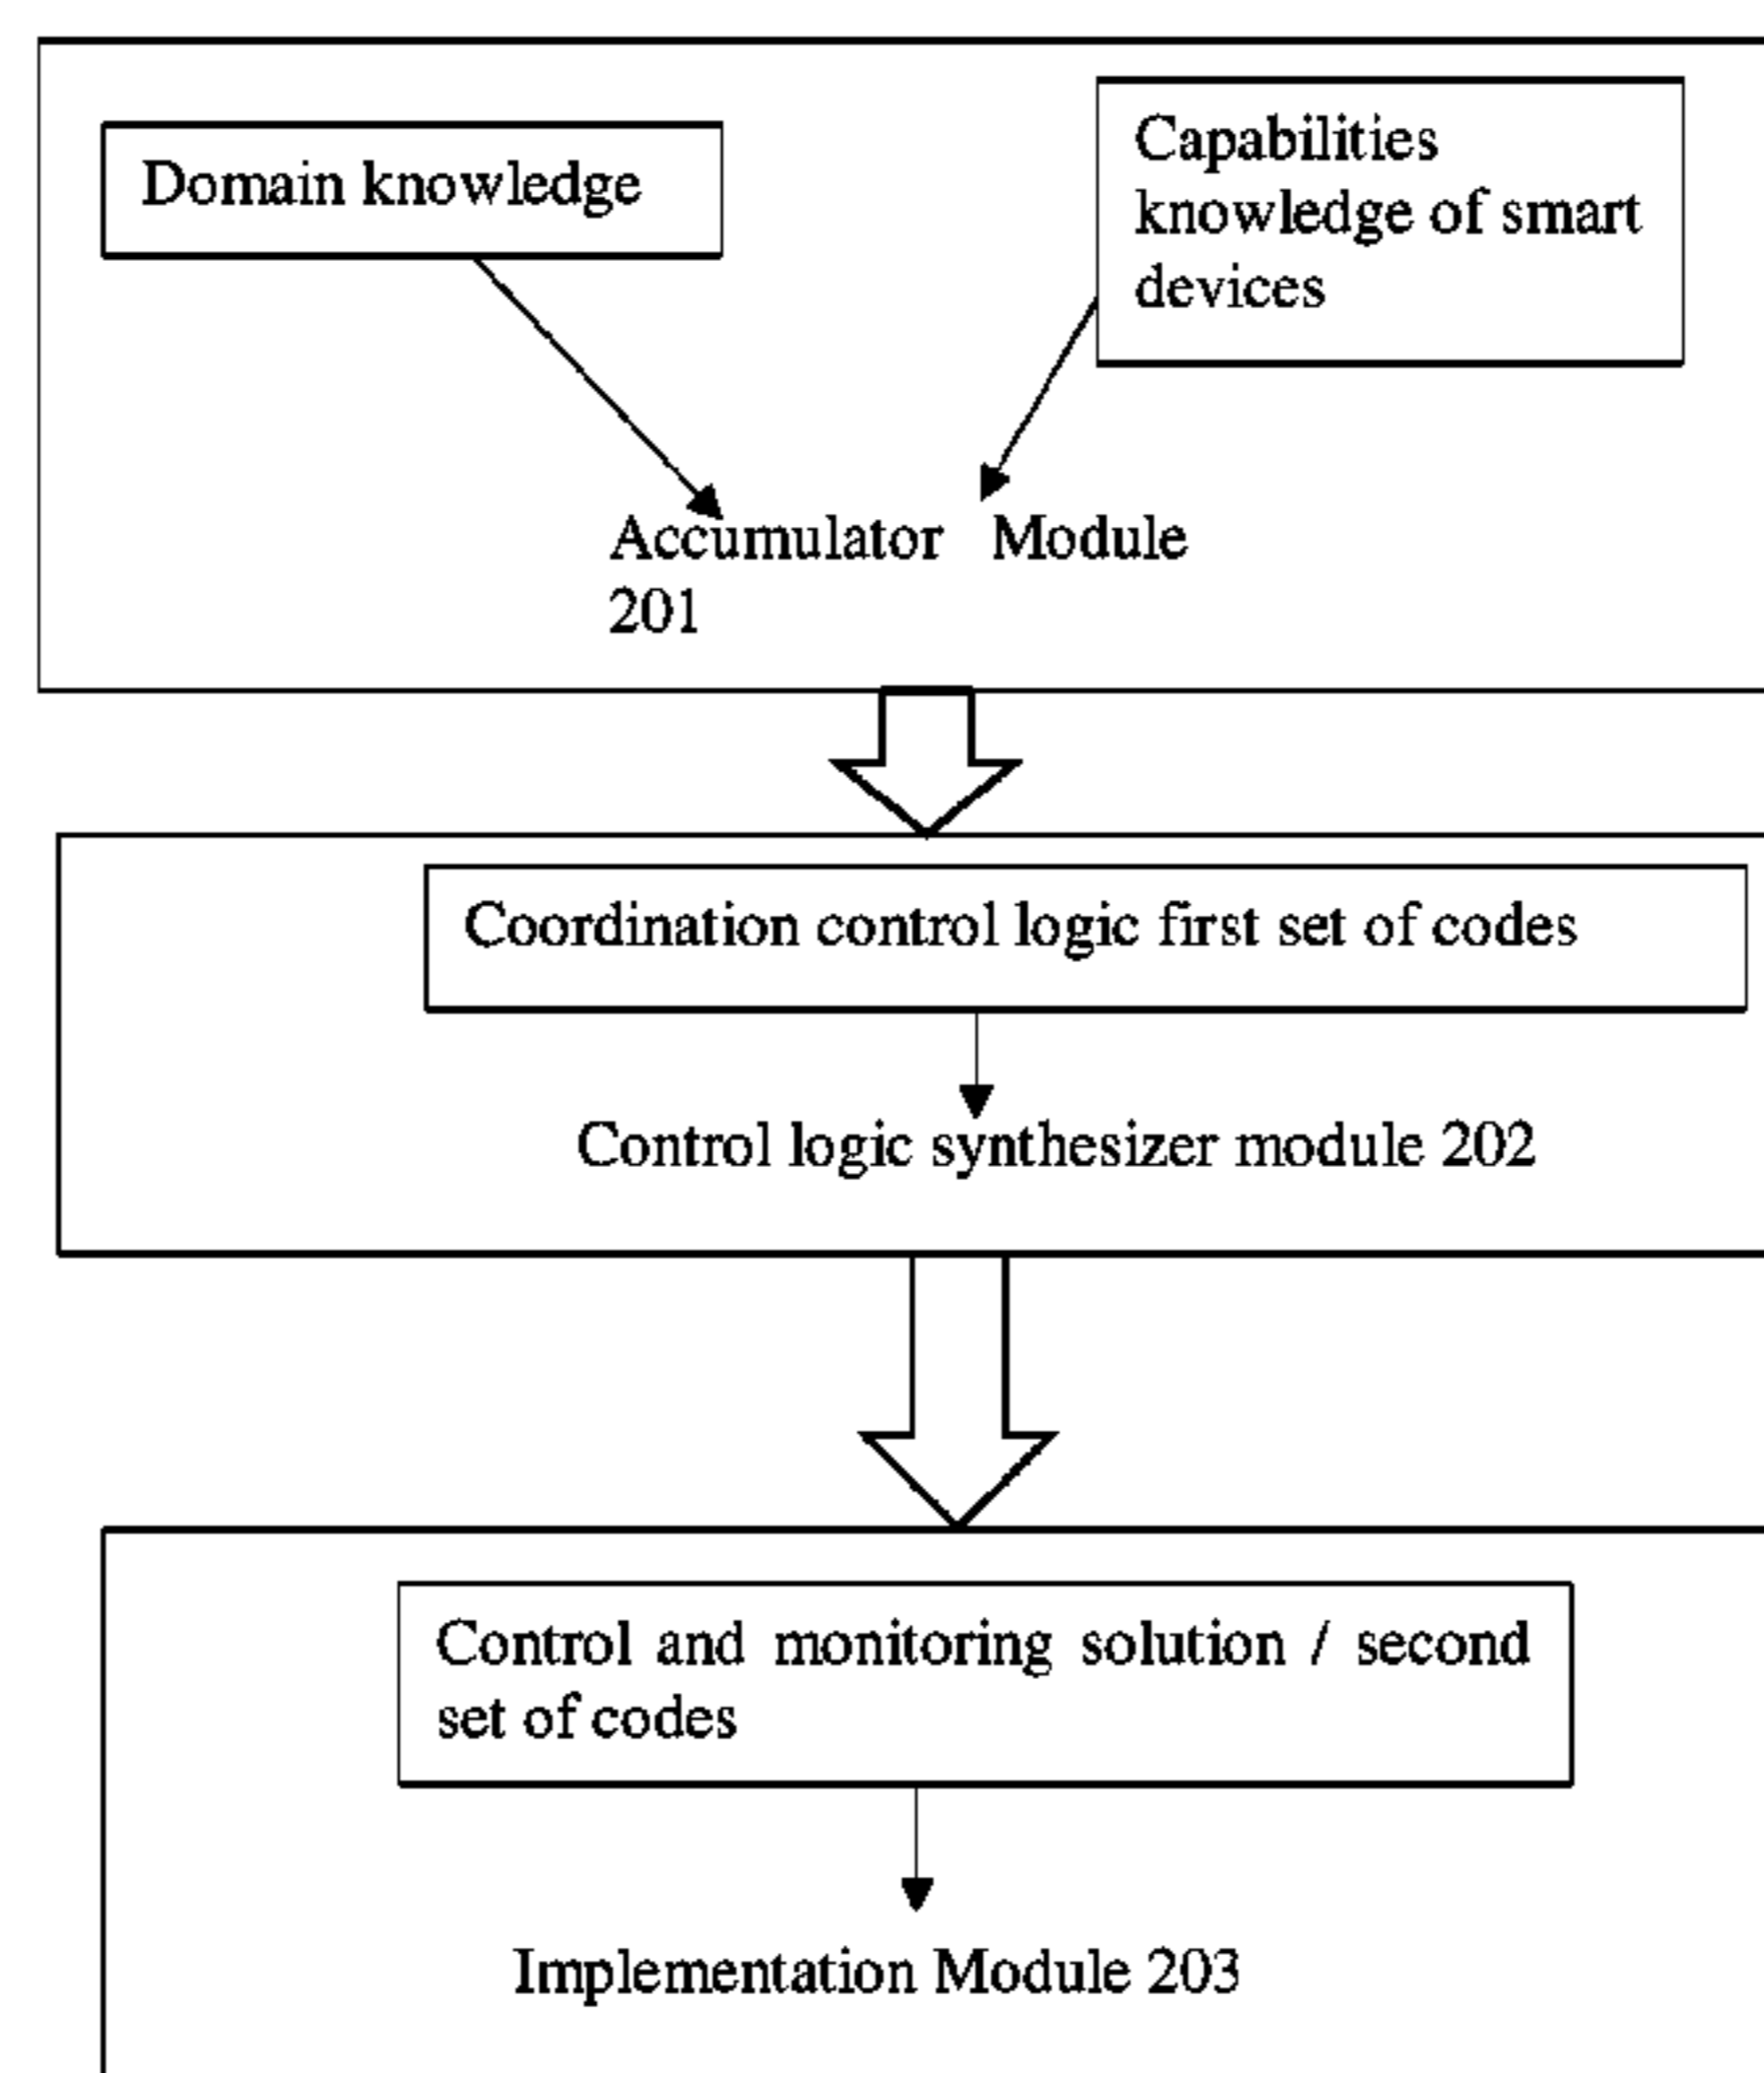 Domain knowledge
Capabilities
knowledge of smart
devices
Accumulator Module
201
Coordination control logic first set of codes
Control logic synthesizer module 202
Control and monitoring solution / second
set of codes
Implementation Module 203